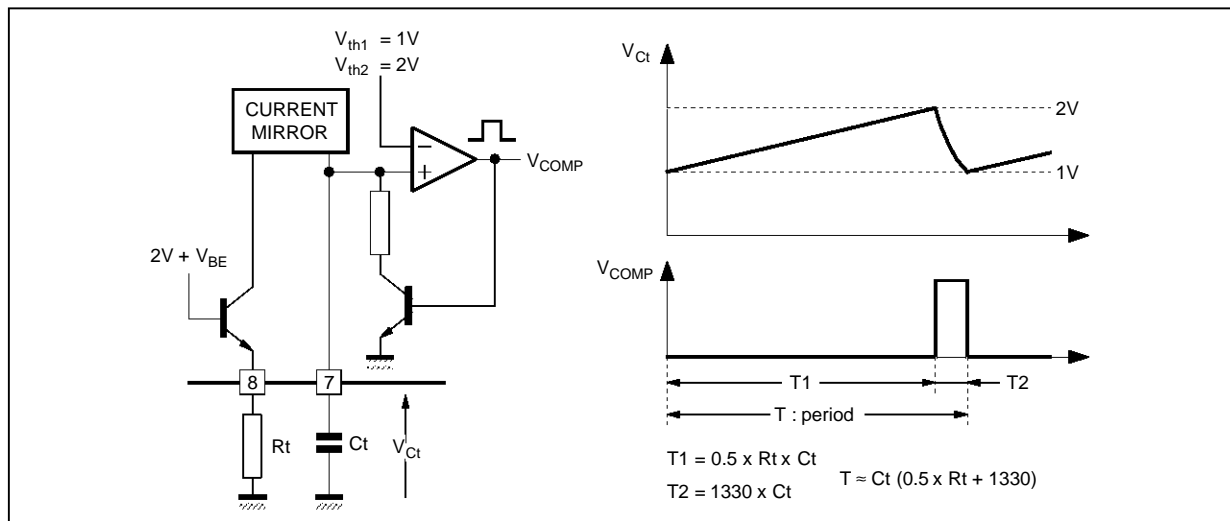 V_th1 = 1V
V_th2 = 2V
CURRENT
MIRROR
−
+
V_COMP
2V + V_BE
8
7
Rt
Ct
V_Ct
V_Ct
2V
1V
V_COMP
T1
T2
T : period
T1 = 0.5 x Rt x Ct
T2 = 1330 x Ct
T ≈ Ct (0.5 x Rt + 1330)